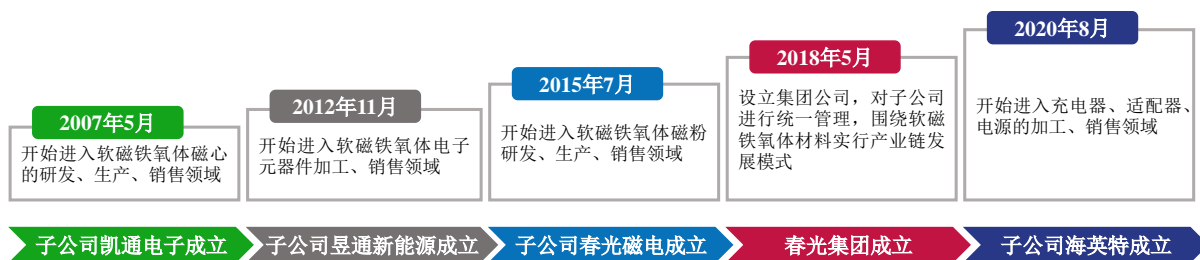 2007年5月
开始进入软磁铁氧体磁心
的研发、生产、销售领域
子公司凯通电子成立
2012年11月
开始进入软磁铁氧体电子
元器件加工、销售领域
子公司昱通新能源成立
2015年7月
开始进入软磁铁氧体磁粉
研发、生产、销售领域
子公司春光磁电成立
2018年5月
设立集团公司，对子公司
进行统一管理，围绕软磁
铁氧体材料实行产业链发
展模式
春光集团成立
2020年8月
开始进入充电器、适配器、
电源的加工、销售领域
子公司海英特成立